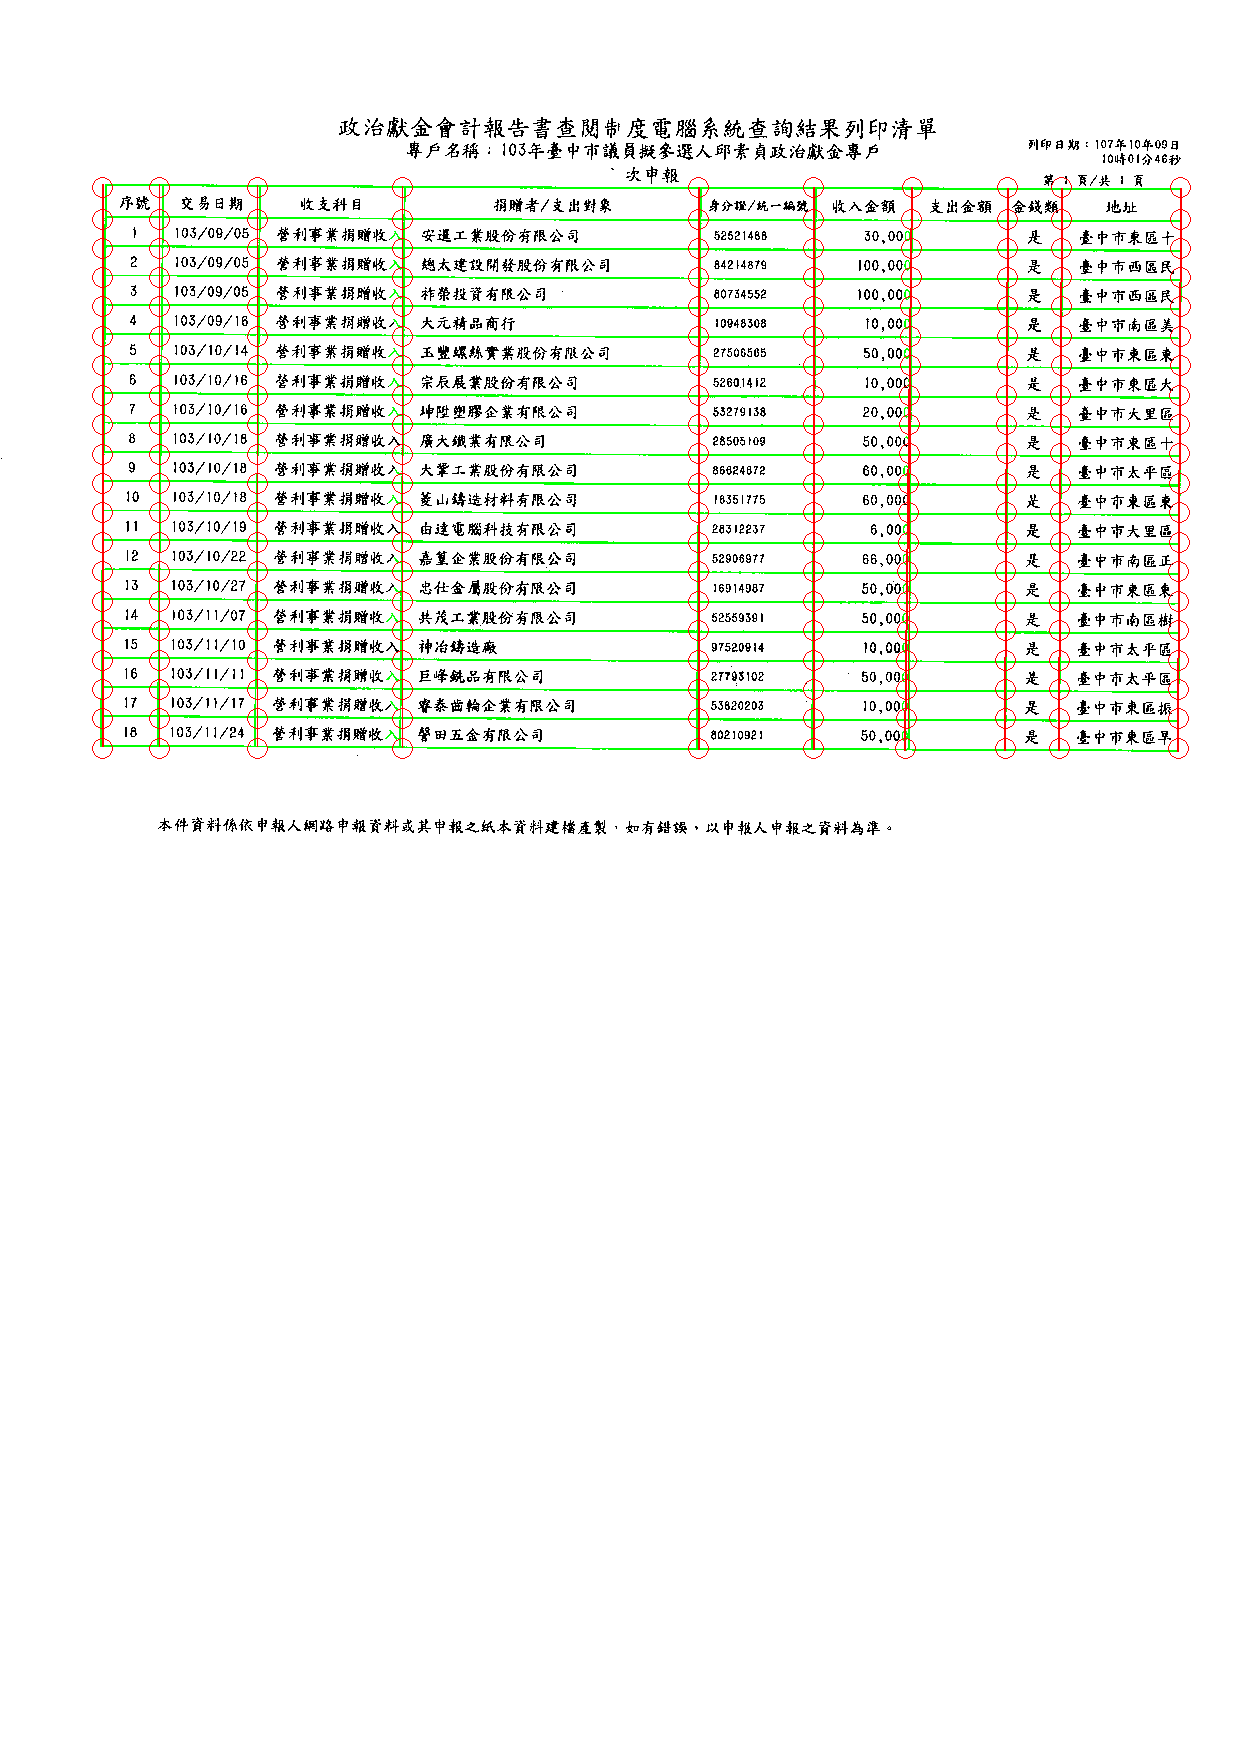 政治獻金會計報告書查閱制度電腦系統查詢結果列印清單
專戶名稱：103年臺中市議員擬參選人邱素貞政治獻金專戶
列印日期：107年10年09日
10時01分46秒
次申報
第 1 頁/共 1 頁
序號 交易日期 收支科目 捐贈者/支出對象 身分證/統一編號 收入金額 支出金額 金錢類 地址
1 103/09/05 營利事業捐贈收入 安運工業股份有限公司 52521488 30,000 是 臺中市東區十
2 103/09/05 營利事業捐贈收入 總太建設開發股份有限公司 84214879 100,000 是 臺中市西區民
3 103/09/05 營利事業捐贈收入 祚榮投資有限公司 80734552 100,000 是 臺中市西區民
4 103/09/16 營利事業捐贈收入 大元精品商行 10948308 10,000 是 臺中市南區美
5 103/10/14 營利事業捐贈收入 玉豐螺絲實業股份有限公司 27506565 50,000 是 臺中市東區東
6 103/10/16 營利事業捐贈收入 宗辰展業股份有限公司 52601412 10,000 是 臺中市東區大
7 103/10/16 營利事業捐贈收入 坤陞塑膠企業有限公司 53279138 20,000 是 臺中市大里區
8 103/10/18 營利事業捐贈收入 廣大鐵業有限公司 28505109 50,000 是 臺中市東區十
9 103/10/18 營利事業捐贈收入 大肇工業股份有限公司 86624672 60,000 是 臺中市太平區
10 103/10/18 營利事業捐贈收入 菱山鑄造材料有限公司 16351775 60,000 是 臺中市東區東
11 103/10/19 營利事業捐贈收入 由達電腦科技有限公司 28312237 6,000 是 臺中市大里區
12 103/10/22 營利事業捐贈收入 嘉篁企業股份有限公司 52906977 66,000 是 臺中市南區正
13 103/10/27 營利事業捐贈收入 忠仕金屬股份有限公司 16914987 50,000 是 臺中市東區東
14 103/11/07 營利事業捐贈收入 共茂工業股份有限公司 52559391 50,000 是 臺中市南區樹
15 103/11/10 營利事業捐贈收入 神冶鑄造廠 97520914 10,000 是 臺中市太平區
16 103/11/11 營利事業捐贈收入 巨峰銑品有限公司 27793102 50,000 是 臺中市太平區
17 103/11/17 營利事業捐贈收入 睿泰齒輪企業有限公司 53820203 10,000 是 臺中市東區振
18 103/11/24 營利事業捐贈收入 罄田五金有限公司 80210921 50,000 是 臺中市東區旱
本件資料係依申報人網路申報資料或其申報之紙本資料建檔產製，如有錯誤，以申報人申報之資料為準。